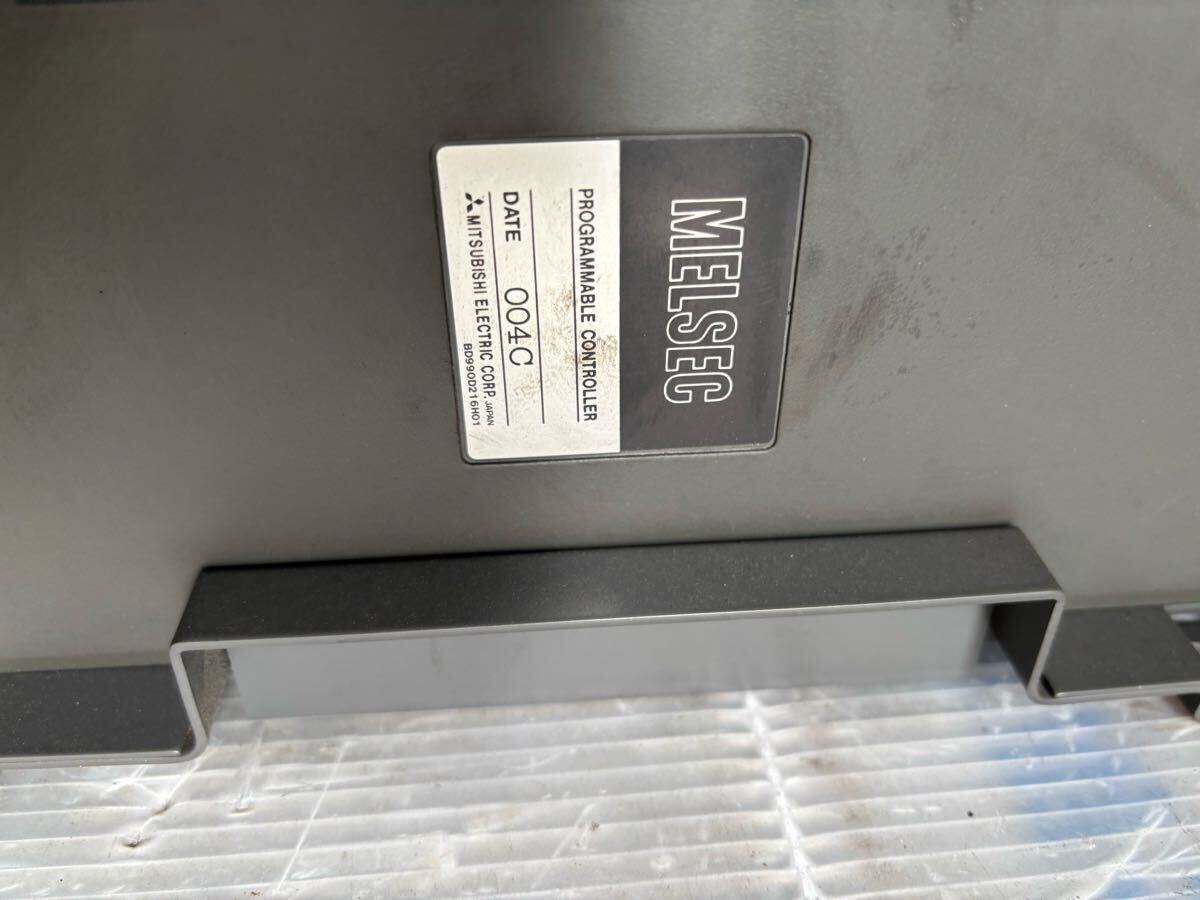 MELSEC
PROGRAMMABLE CONTROLLER
DATE 004C
MITSUBISHI ELECTRIC CORP. JAPAN
BD990D216H01